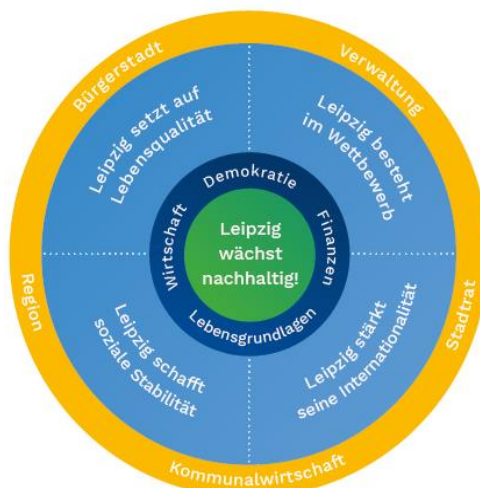 Bürgerstadt
Verwaltung
Stadtrat
Kommunalwirtschaft
Region
Leipzig setzt auf
Lebensqualität
Leipzig besteht
im Wettbewerb
Leipzig schafft
soziale Stabilität
Leipzig stärkt
seine Internationalität
Demokratie
Finanzen
Lebensgrundlagen
Wirtschaft
Leipzig
wächst
nachhaltig!